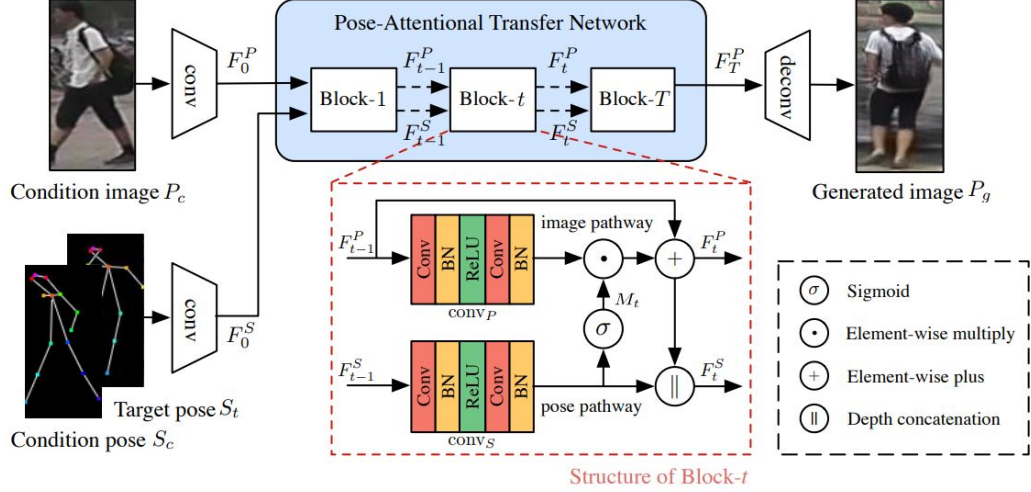 Pose-Attentional Transfer Network
conv
F_0^P
Block-1
F_{t-1}^P
F_{t-1}^S
Block-t
F_t^P
F_t^S
Block-T
F_T^P
deconv
Condition image P_c
Generated image P_g
conv
F_0^S
Target pose S_t
Condition pose S_c
F_{t-1}^P
Conv
BN
ReLU
Conv
BN
conv_P
image pathway
·
+
F_t^P
M_t
σ
F_{t-1}^S
Conv
BN
ReLU
Conv
BN
conv_S
pose pathway
||
F_t^S
Structure of Block-t
σ Sigmoid
· Element-wise multiply
+ Element-wise plus
|| Depth concatenation